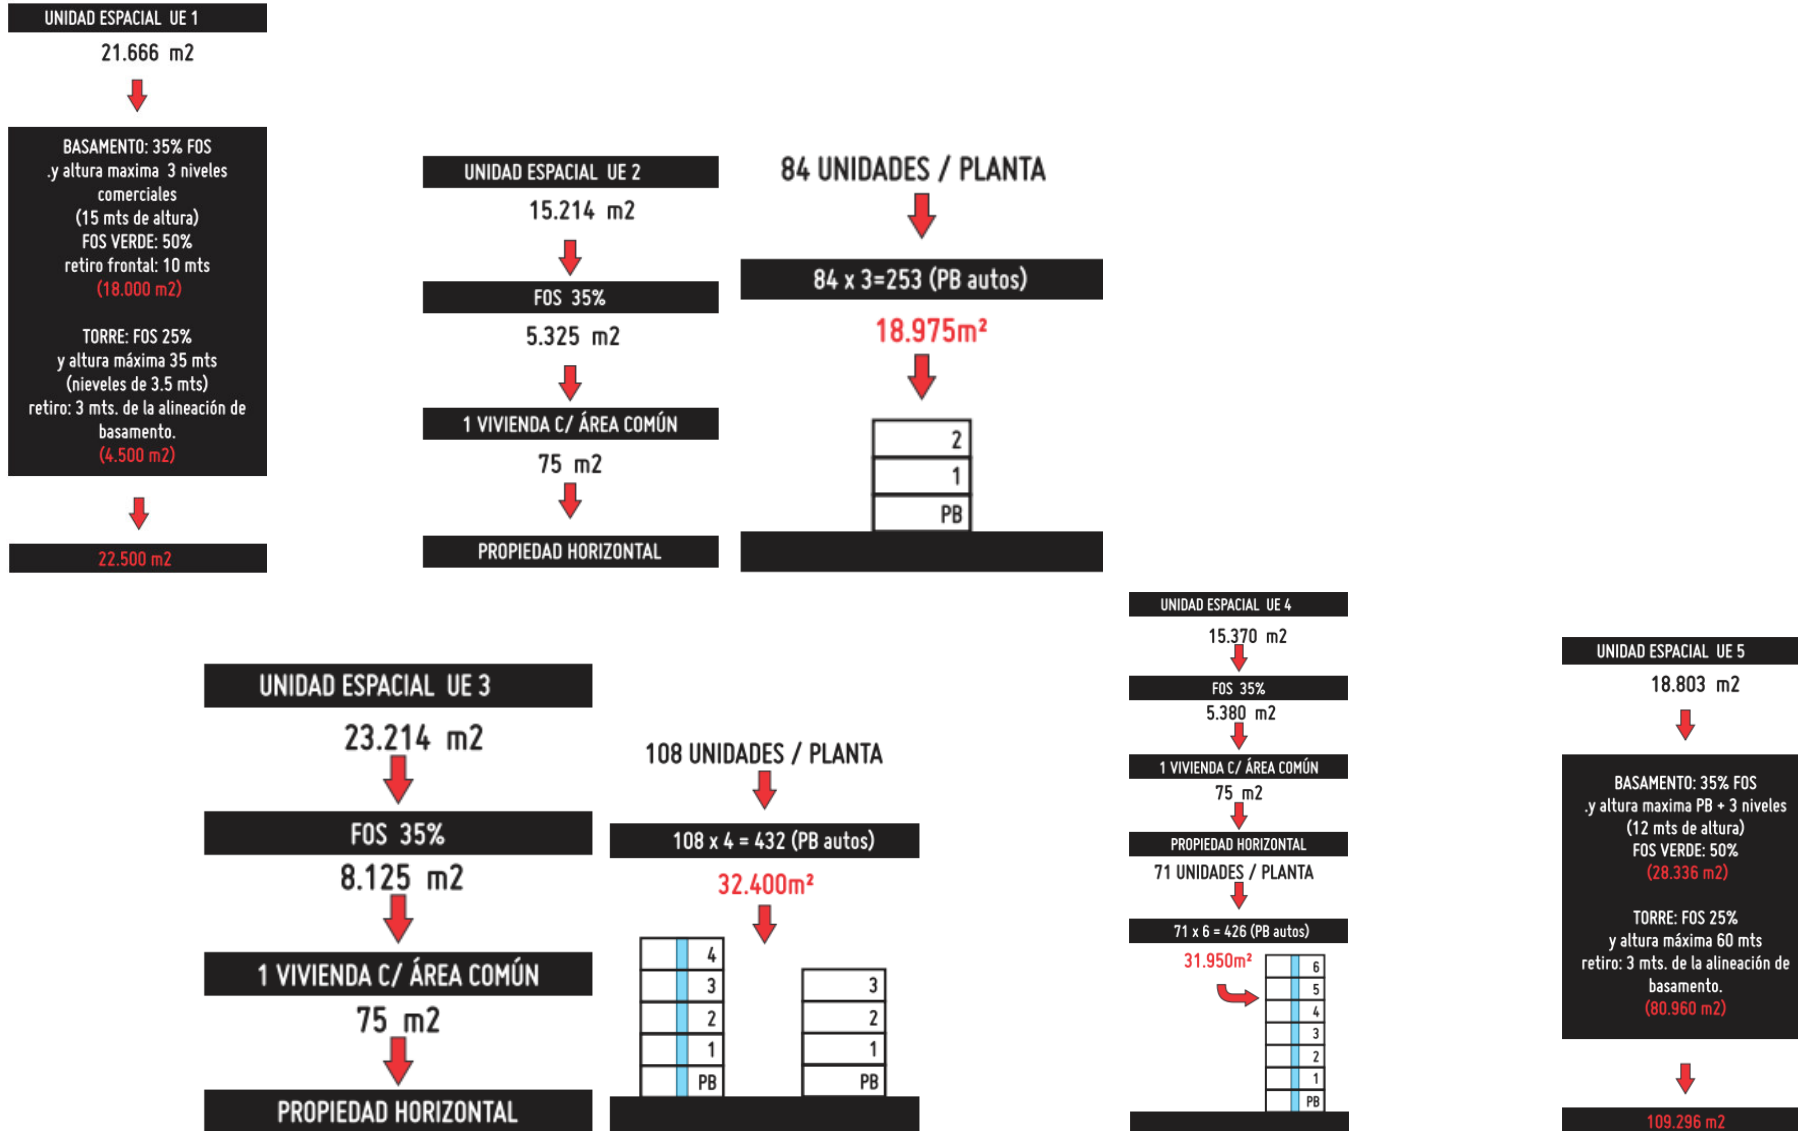 UNIDAD ESPACIAL UE 1
21.666 m2
BASAMENTO: 35% FOS
.y altura maxima 3 niveles
comerciales
(15 mts de altura)
FOS VERDE: 50%
retiro frontal: 10 mts
(18.000 m2)
TORRE: FOS 25%
y altura máxima 35 mts
(nieveles de 3.5 mts)
retiro: 3 mts. de la alineación de
basamento.
(4.500 m2)
22.500 m2
UNIDAD ESPACIAL UE 2
15.214 m2
FOS 35%
5.325 m2
1 VIVIENDA C/ ÁREA COMÚN
75 m2
PROPIEDAD HORIZONTAL
84 UNIDADES / PLANTA
84 x 3=253 (PB autos)
18.975m²
2
1
PB
UNIDAD ESPACIAL UE 3
23.214 m2
FOS 35%
8.125 m2
1 VIVIENDA C/ ÁREA COMÚN
75 m2
PROPIEDAD HORIZONTAL
108 UNIDADES / PLANTA
108 x 4 = 432 (PB autos)
32.400m²
4
3
2
1
PB
3
2
1
PB
UNIDAD ESPACIAL UE 4
15.370 m2
FOS 35%
5.380 m2
1 VIVIENDA C/ ÁREA COMÚN
75 m2
PROPIEDAD HORIZONTAL
71 UNIDADES / PLANTA
71 x 6 = 426 (PB autos)
31.950m²
6
5
4
3
2
1
PB
UNIDAD ESPACIAL UE 5
18.803 m2
BASAMENTO: 35% FOS
.y altura maxima PB + 3 niveles
(12 mts de altura)
FOS VERDE: 50%
(28.336 m2)
TORRE: FOS 25%
y altura máxima 60 mts
retiro: 3 mts. de la alineación de
basamento.
(80.960 m2)
109.296 m2